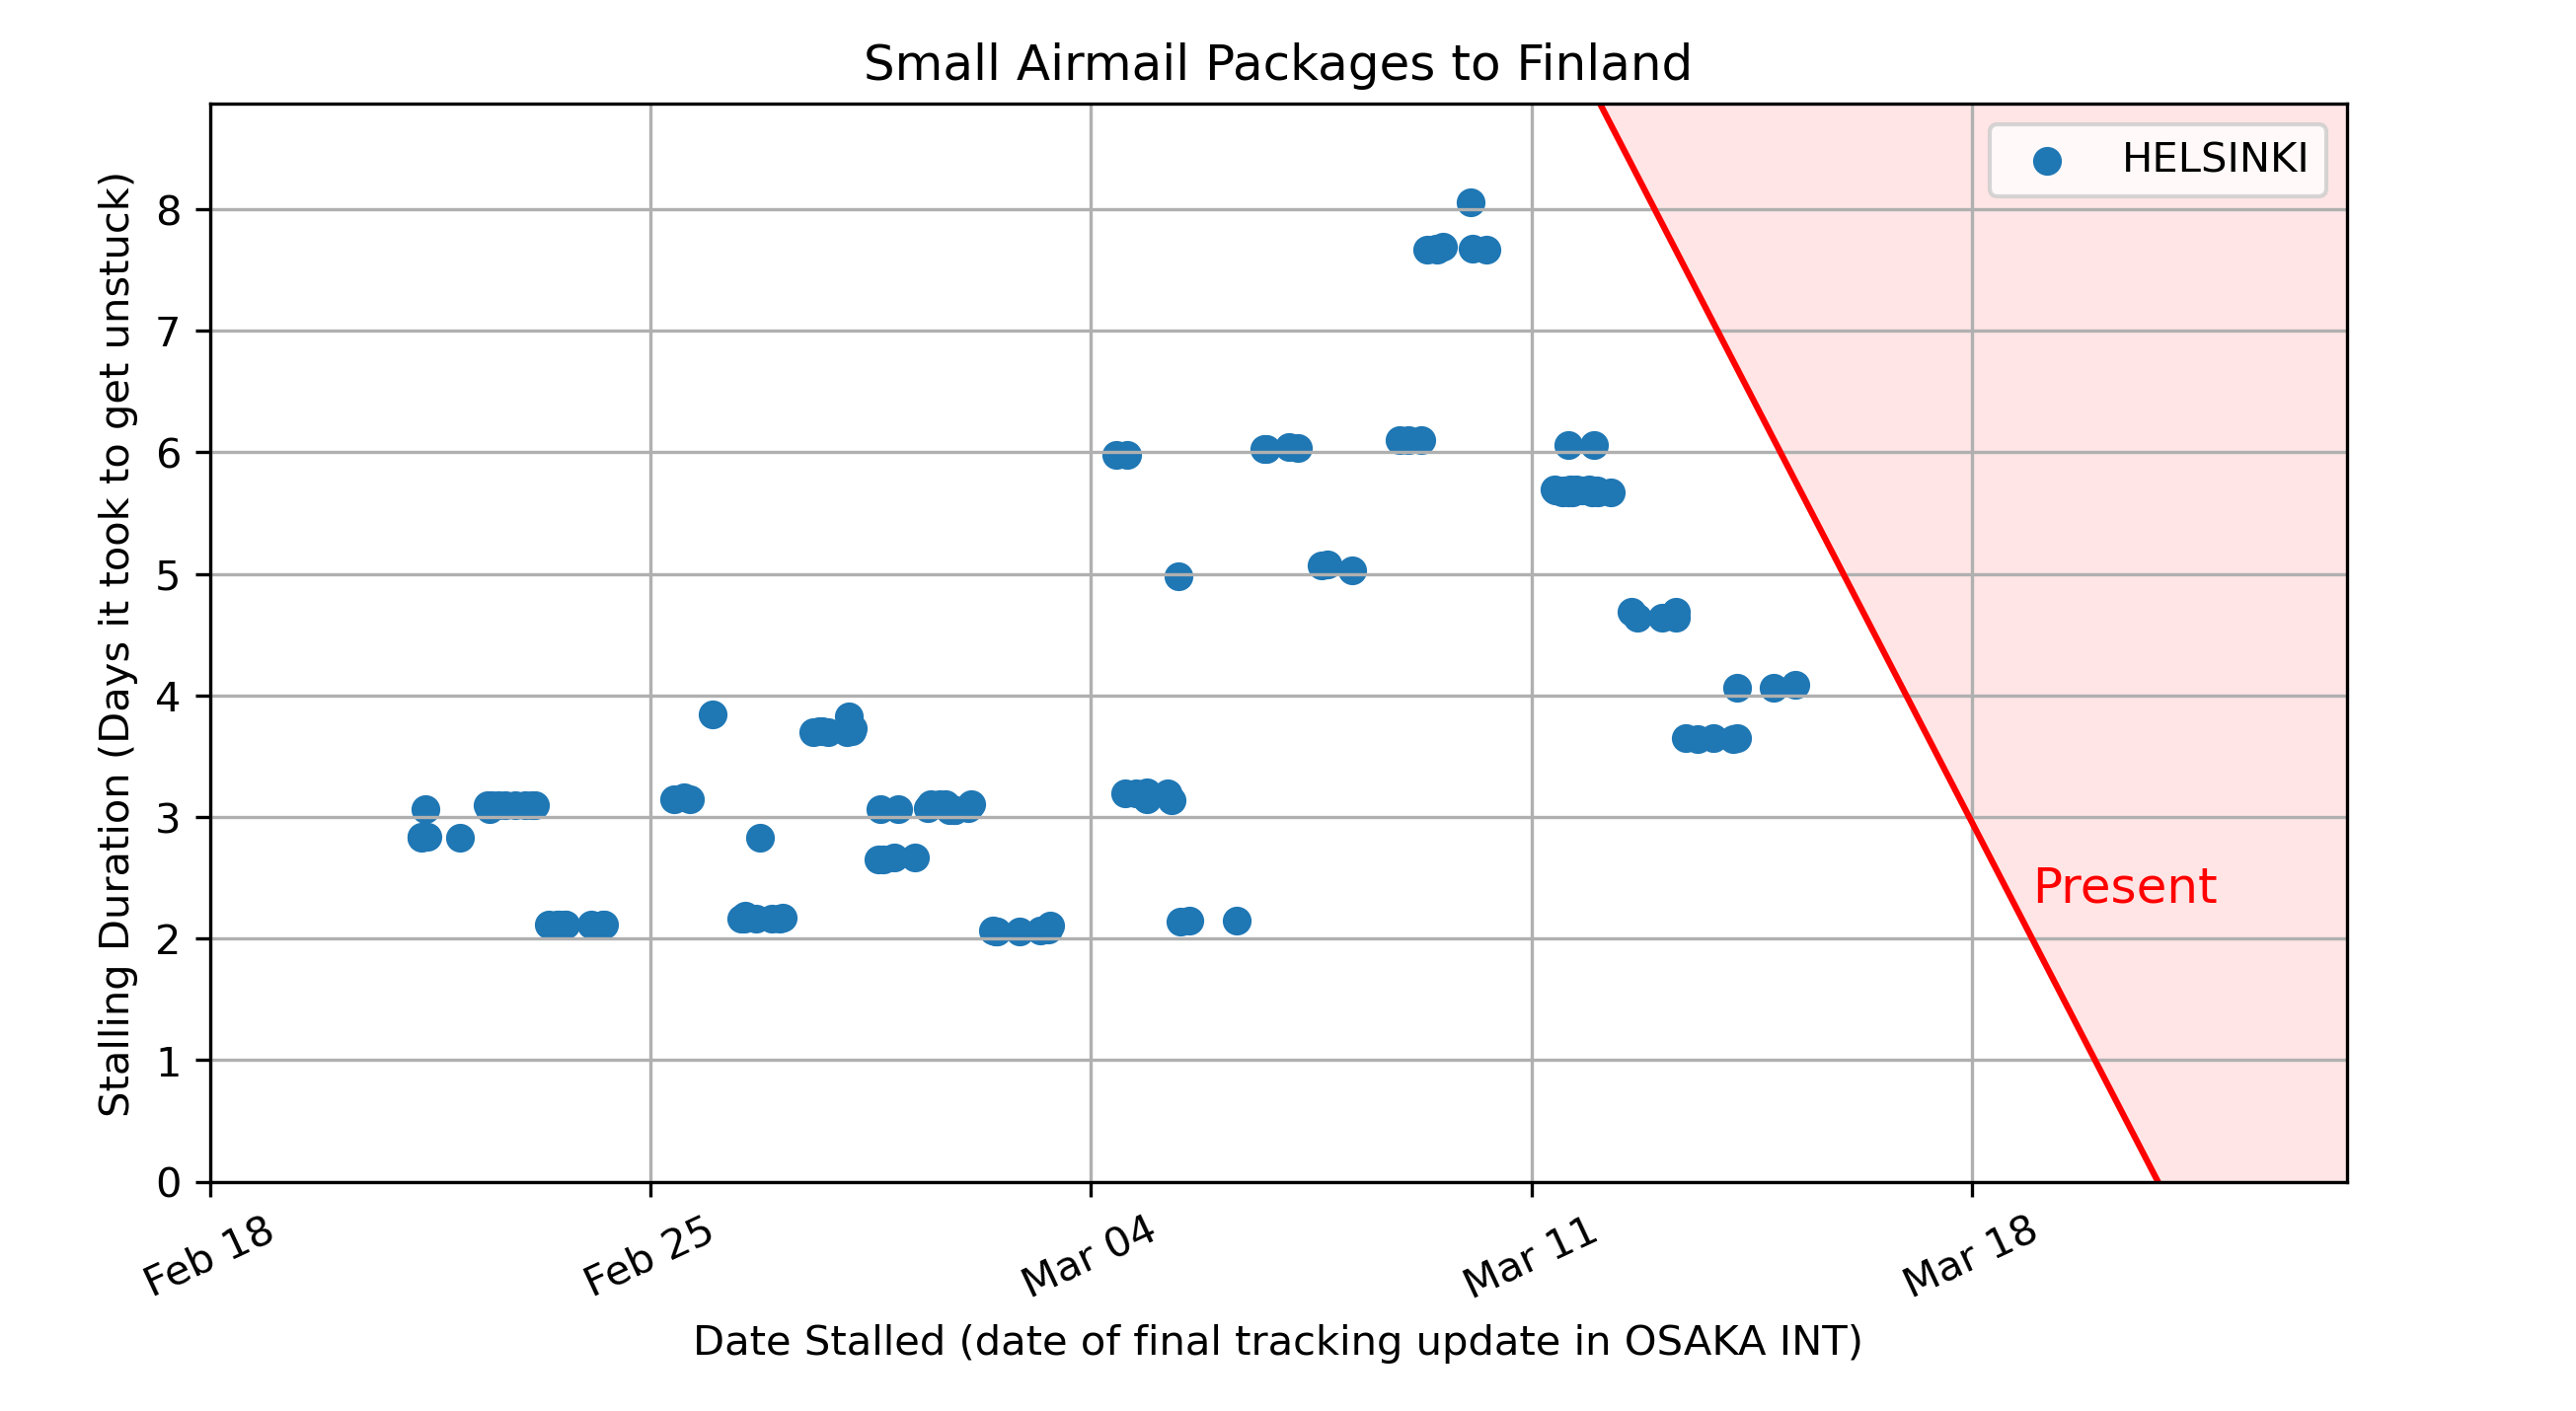 Small Airmail Packages to Finland
HELSINKI
Stalling Duration (Days it took to get unstuck)
8
7
6
5
4
3
2
1
0
Present
Feb 18
Feb 25
Mar 04
Mar 11
Mar 18
Date Stalled (date of final tracking update in OSAKA INT)